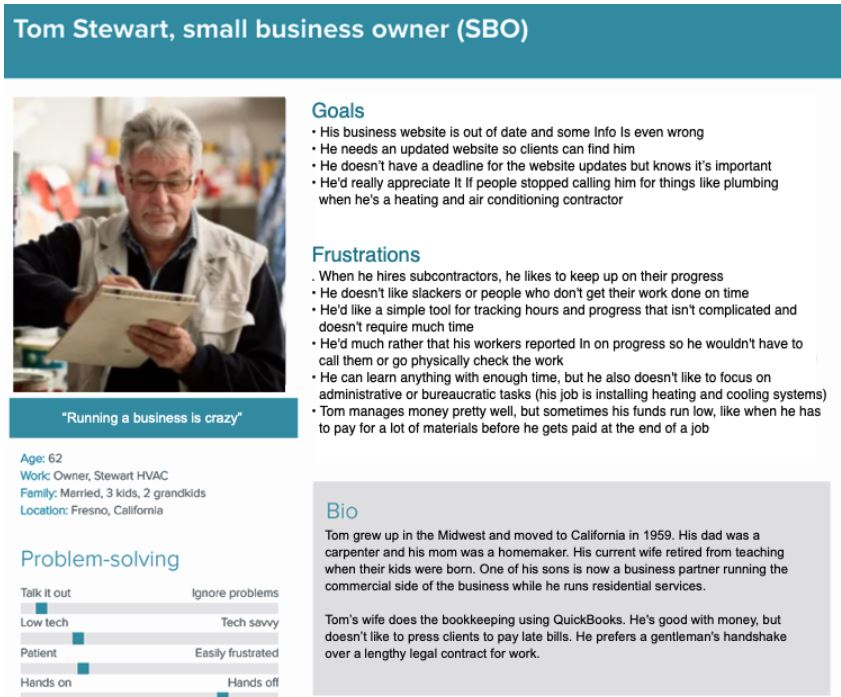 Tom Stewart, small business owner (SBO)
Goals
• His business website is out of date and some Info Is even wrong
• He needs an updated website so clients can find him
• He doesn't have a deadline for the website updates but knows it's important
• He'd really appreciate It If people stopped calling him for things like plumbing
when he's a heating and air conditioning contractor
Frustrations
. When he hires subcontractors, he likes to keep up on their progress
• He doesn't like slackers or people who don't get their work done on time
• He'd like a simple tool for tracking hours and progress that isn't complicated and
doesn't require much time
• He'd much rather that his workers reported In on progress so he wouldn't have to
call them or go physically check the work
• He can learn anything with enough time, but he also doesn't like to focus on
administrative or bureaucratic tasks (his job is installing heating and cooling systems)
• Tom manages money pretty well, but sometimes his funds run low, like when he has
to pay for a lot of materials before he gets paid at the end of a job
“Running a business is crazy”
Age: 62
Work: Owner, Stewart HVAC
Family: Married, 3 kids, 2 grandkids
Location: Fresno, California
Problem-solving
Talk it out Ignore problems
Low tech Tech savvy
Patient Easily frustrated
Hands on Hands off
Bio
Tom grew up in the Midwest and moved to California in 1959. His dad was a
carpenter and his mom was a homemaker. His current wife retired from teaching
when their kids were born. One of his sons is now a business partner running the
commercial side of the business while he runs residential services.
Tom's wife does the bookkeeping using QuickBooks. He's good with money, but
doesn't like to press clients to pay late bills. He prefers a gentleman's handshake
over a lengthy legal contract for work.